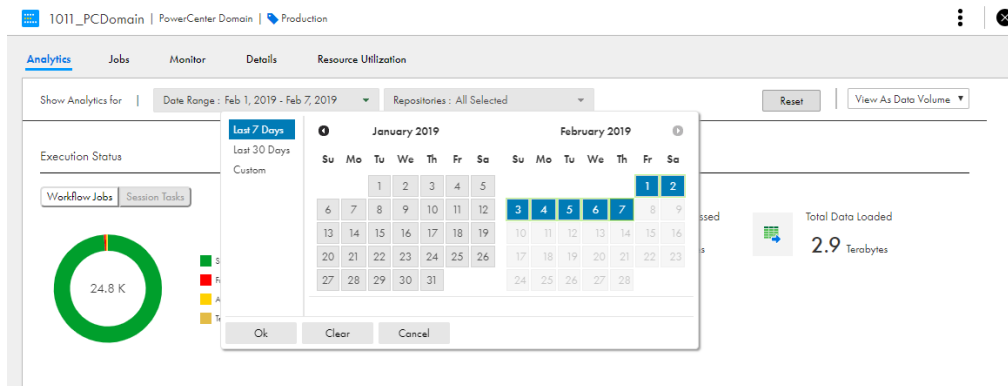 1011_PCDomain | PowerCenter Domain | Production
Analytics Jobs Monitor Details Resource Utilization
Show Analytics for | Date Range : Feb 1, 2019 - Feb 7, 2019 Repositories : All Selected Reset View As Data Volume
Last 7 Days
Last 30 Days
Custom
January 2019
Su Mo Tu We Th Fr Sa
1 2 3 4 5
6 7 8 9 10 11 12
13 14 15 16 17 18 19
20 21 22 23 24 25 26
27 28 29 30 31
February 2019
Su Mo Tu We Th Fr Sa
1 2
3 4 5 6 7 8 9
10 11 12 13 14 15 16
17 18 19 20 21 22 23
24 25 26 27 28
Ok Clear Cancel
Execution Status
Workflow Jobs Session Tasks
24.8 K
Total Data Loaded
2.9 Terabytes